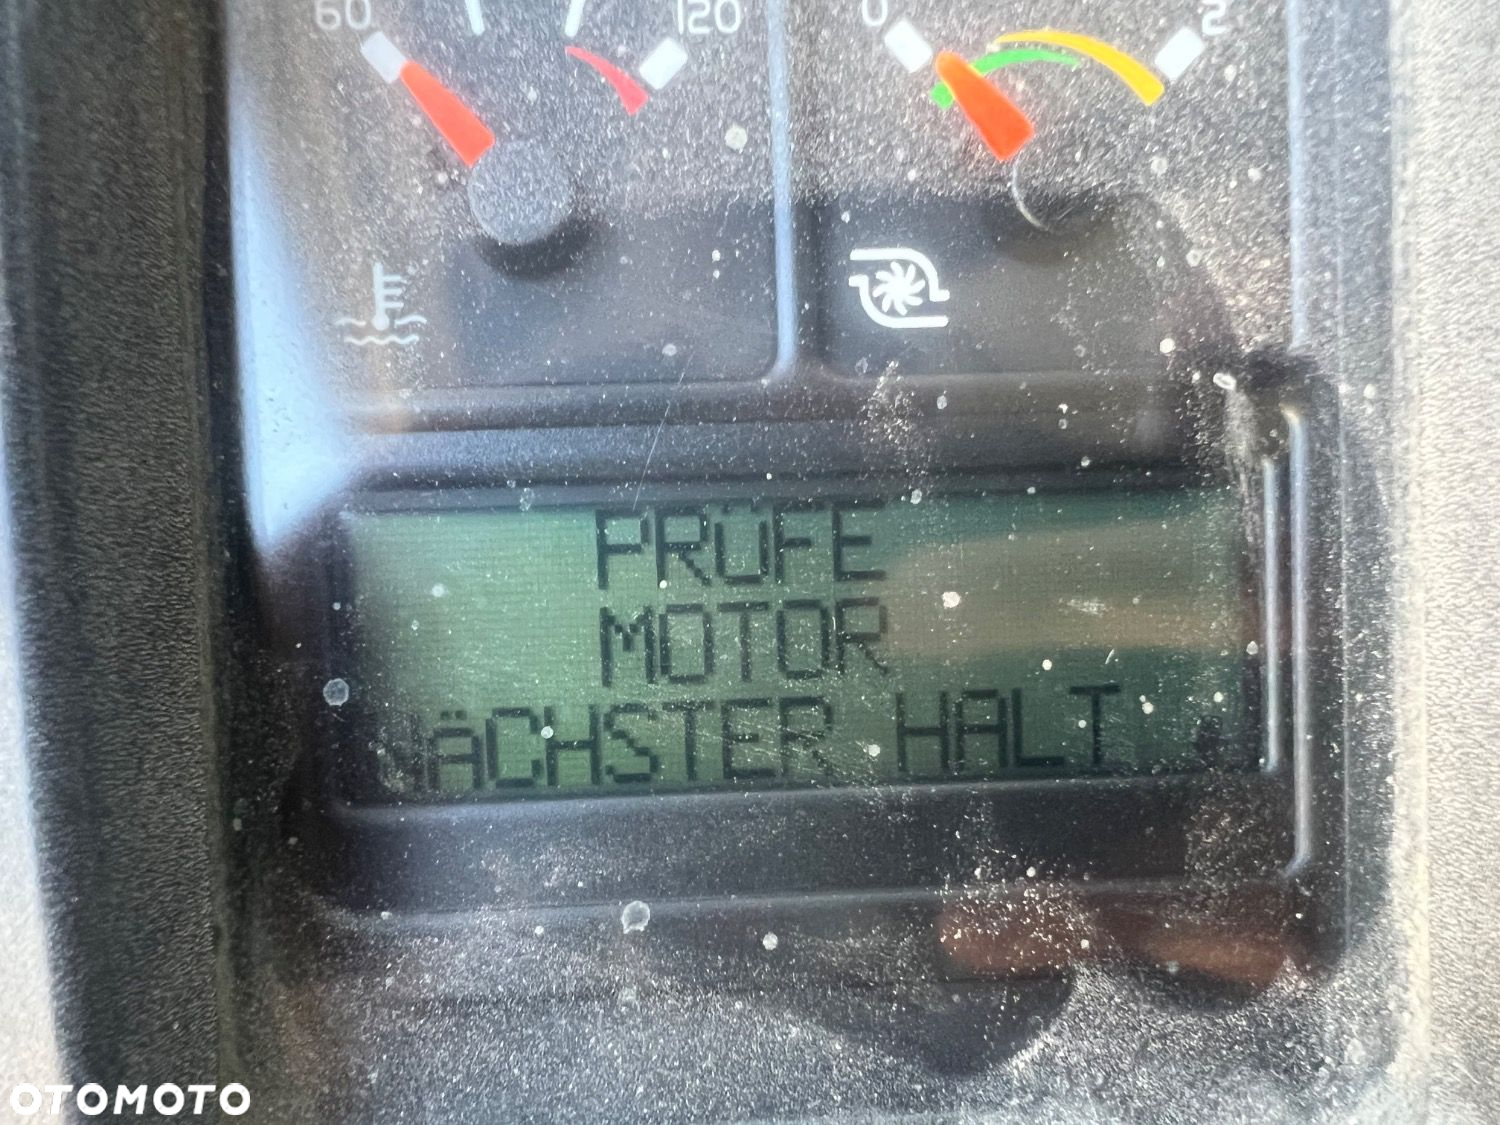 60 120 0 2
PRÜFE
MOTOR
NÄCHSTER HALT
OTOMOTO